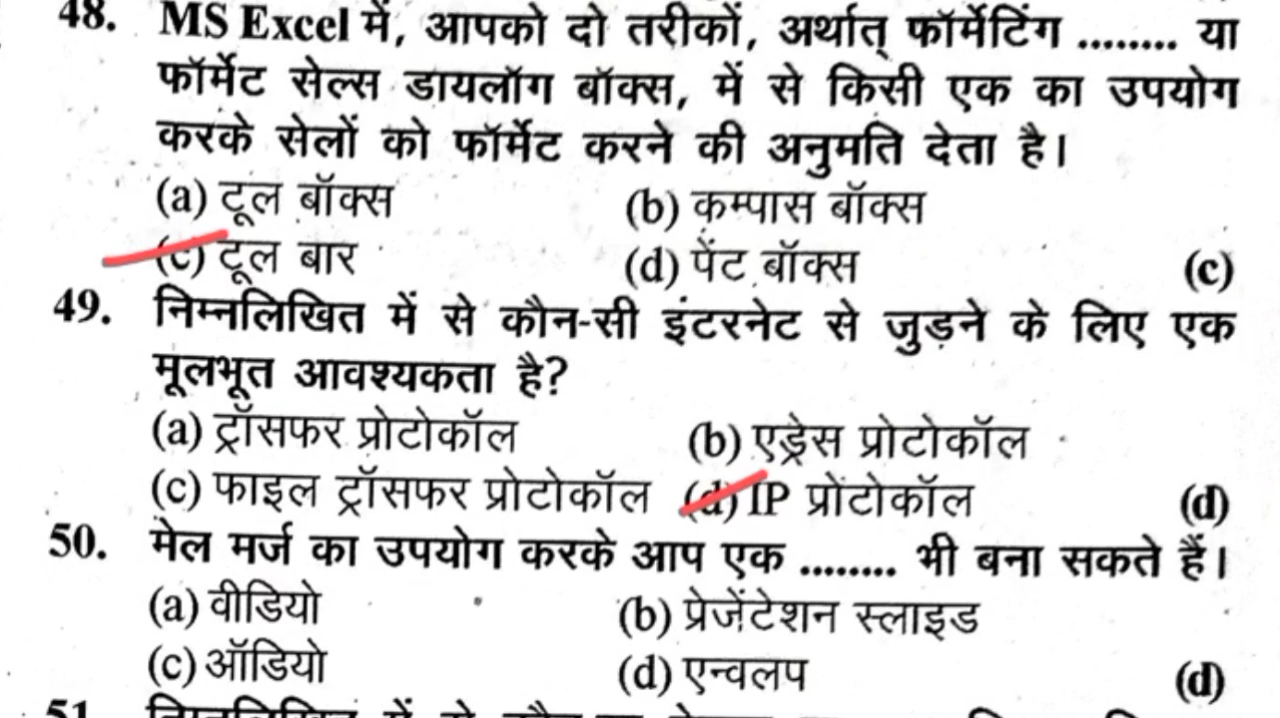 48. MS Excel में, आपको दो तरीकों, अर्थात् फॉर्मेटिंग ........ या
फॉर्मेट सेल्स डायलॉग बॉक्स, में से किसी एक का उपयोग
करके सेलों को फॉर्मेट करने की अनुमति देता है।
(a) टूल बॉक्स (b) कम्पास बॉक्स
(c) टूल बार (d) पेंट बॉक्स (c)
49. निम्नलिखित में से कौन-सी इंटरनेट से जुड़ने के लिए एक
मूलभूत आवश्यकता है?
(a) ट्रॉसफर प्रोटोकॉल (b) एड्रेस प्रोटोकॉल
(c) फाइल ट्रॉसफर प्रोटोकॉल (d) IP प्रोटोकॉल (d)
50. मेल मर्ज का उपयोग करके आप एक ........ भी बना सकते हैं।
(a) वीडियो (b) प्रेजेंटेशन स्लाइड
(c) ऑडियो (d) एन्वलप (d)
51. निम्नलिखित में से